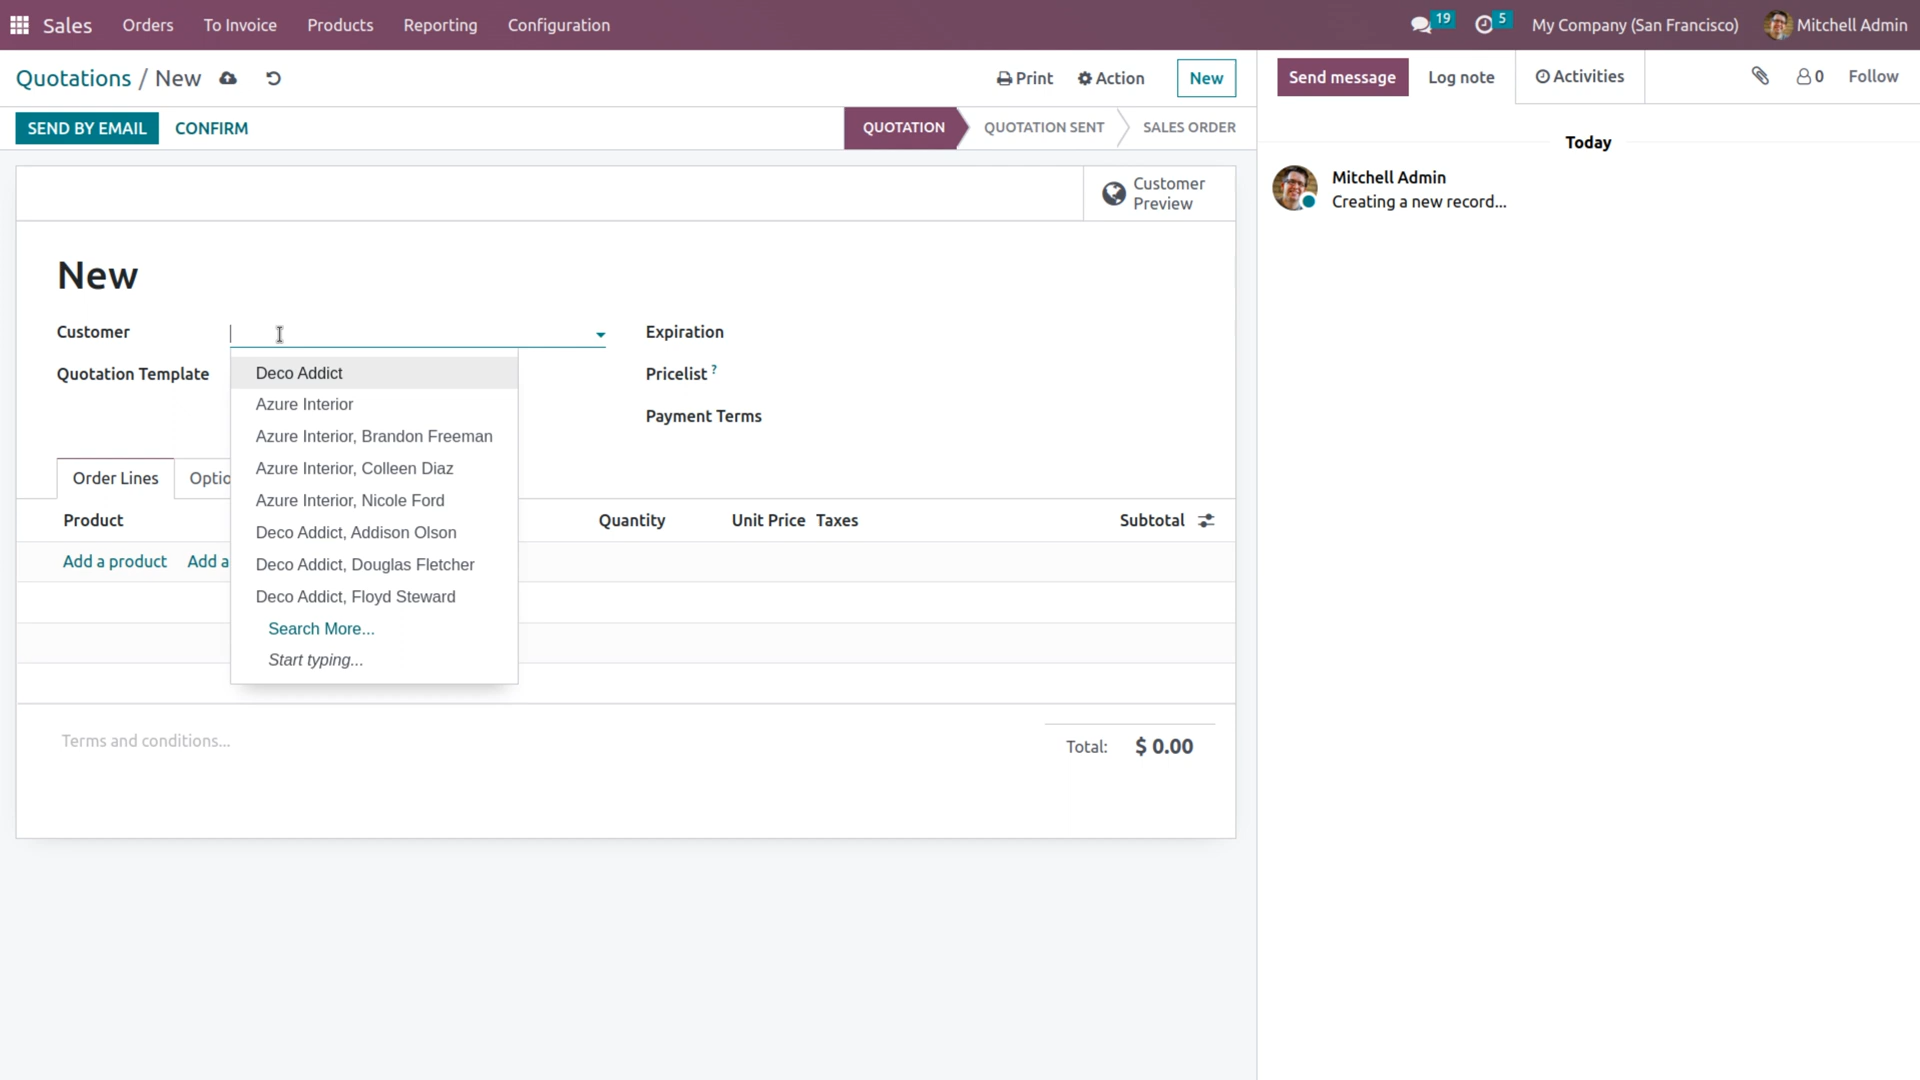 Sales Orders To Invoice Products Reporting Configuration 19 5 My Company (San Francisco) Mitchell Admin
Quotations / New Print Action New
SEND BY EMAIL CONFIRM QUOTATION QUOTATION SENT SALES ORDER
Customer
Preview
New
Customer
Quotation Template
Expiration
Pricelist ?
Payment Terms
Deco Addict
Azure Interior
Azure Interior, Brandon Freeman
Azure Interior, Colleen Diaz
Azure Interior, Nicole Ford
Deco Addict, Addison Olson
Deco Addict, Douglas Fletcher
Deco Addict, Floyd Steward
Search More...
Start typing...
Order Lines Optio
Product Quantity Unit Price Taxes Subtotal
Add a product Add a
Terms and conditions...
Total: $ 0.00
Send message Log note Activities 0 Follow
Today
Mitchell Admin
Creating a new record...